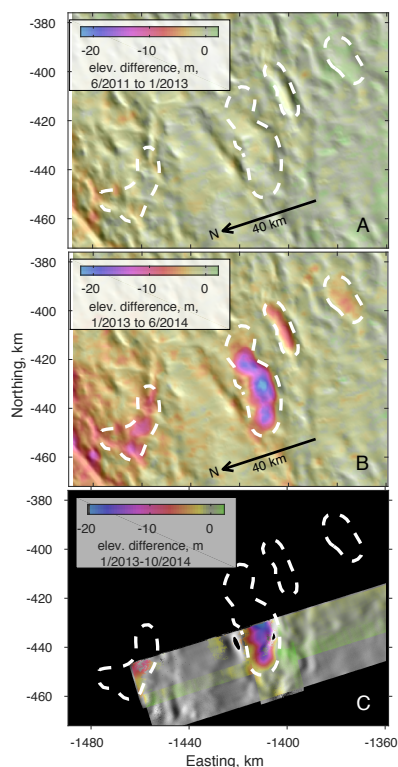 -380
-20 -10 0
elev. difference, m,
6/2011 to 1/2013
-400
-420
-440
-460
N 40 km
A
-380
-20 -10 0
elev. difference, m,
1/2013 to 6/2014
-400
-420
-440
-460
N 40 km
B
Northing, km
-380
-20 -10 0
elev. difference, m
1/2013-10/2014
-400
-420
-440
-460
C
-1480 -1440 -1400 -1360
Easting, km